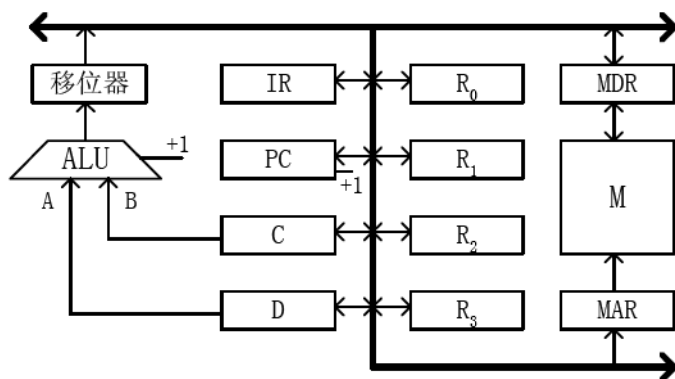 移位器
IR
R₀
MDR
ALU
+1
PC
+1
R₁
M
A
B
C
R₂
D
R₃
MAR